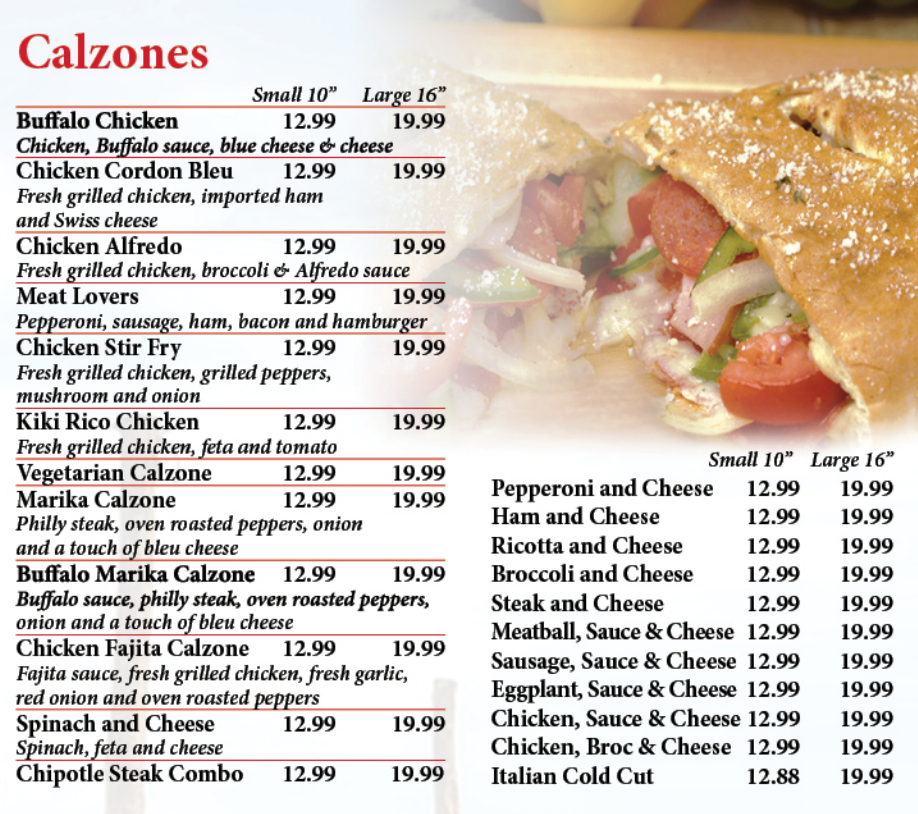 Calzones
Small 10” Large 16”
Buffalo Chicken 12.99 19.99
Chicken, Buffalo sauce, blue cheese & cheese
Chicken Cordon Bleu 12.99 19.99
Fresh grilled chicken, imported ham
and Swiss cheese
Chicken Alfredo 12.99 19.99
Fresh grilled chicken, broccoli & Alfredo sauce
Meat Lovers 12.99 19.99
Pepperoni, sausage, ham, bacon and hamburger
Chicken Stir Fry 12.99 19.99
Fresh grilled chicken, grilled peppers,
mushroom and onion
Kiki Rico Chicken 12.99 19.99
Fresh grilled chicken, feta and tomato
Vegetarian Calzone 12.99 19.99
Marika Calzone 12.99 19.99
Philly steak, oven roasted peppers, onion
and a touch of bleu cheese
Buffalo Marika Calzone 12.99 19.99
Buffalo sauce, philly steak, oven roasted peppers,
onion and a touch of bleu cheese
Chicken Fajita Calzone 12.99 19.99
Fajita sauce, fresh grilled chicken, fresh garlic,
red onion and oven roasted peppers
Spinach and Cheese 12.99 19.99
Spinach, feta and cheese
Chipotle Steak Combo 12.99 19.99
Small 10” Large 16”
Pepperoni and Cheese 12.99 19.99
Ham and Cheese 12.99 19.99
Ricotta and Cheese 12.99 19.99
Broccoli and Cheese 12.99 19.99
Steak and Cheese 12.99 19.99
Meatball, Sauce & Cheese 12.99 19.99
Sausage, Sauce & Cheese 12.99 19.99
Eggplant, Sauce & Cheese 12.99 19.99
Chicken, Sauce & Cheese 12.99 19.99
Chicken, Broc & Cheese 12.99 19.99
Italian Cold Cut 12.88 19.99